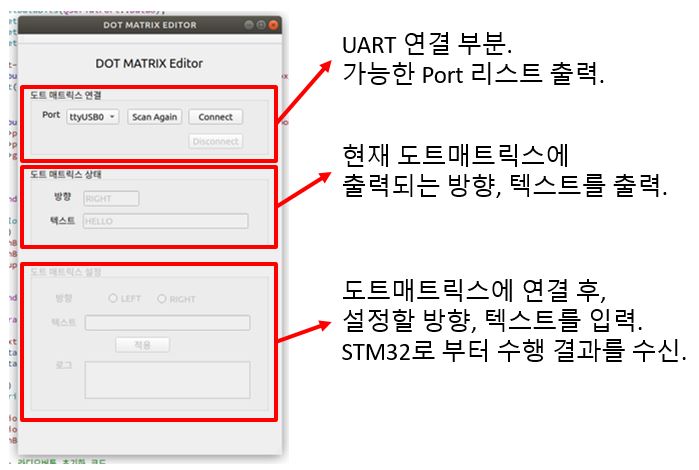 DOT MATRIX EDITOR
DOT MATRIX Editor
도트 매트릭스 연결
Port ttyUSB0 Scan Again Connect
Disconnect
도트 매트릭스 상태
방향 RIGHT
텍스트 HELLO
도트 매트릭스 설정
방향 LEFT RIGHT
텍스트
적용
로그
UART 연결 부분.
가능한 Port 리스트 출력.
현재 도트매트릭스에
출력되는 방향, 텍스트를 출력.
도트매트릭스에 연결 후,
설정할 방향, 텍스트를 입력.
STM32로 부터 수행 결과를 수신.